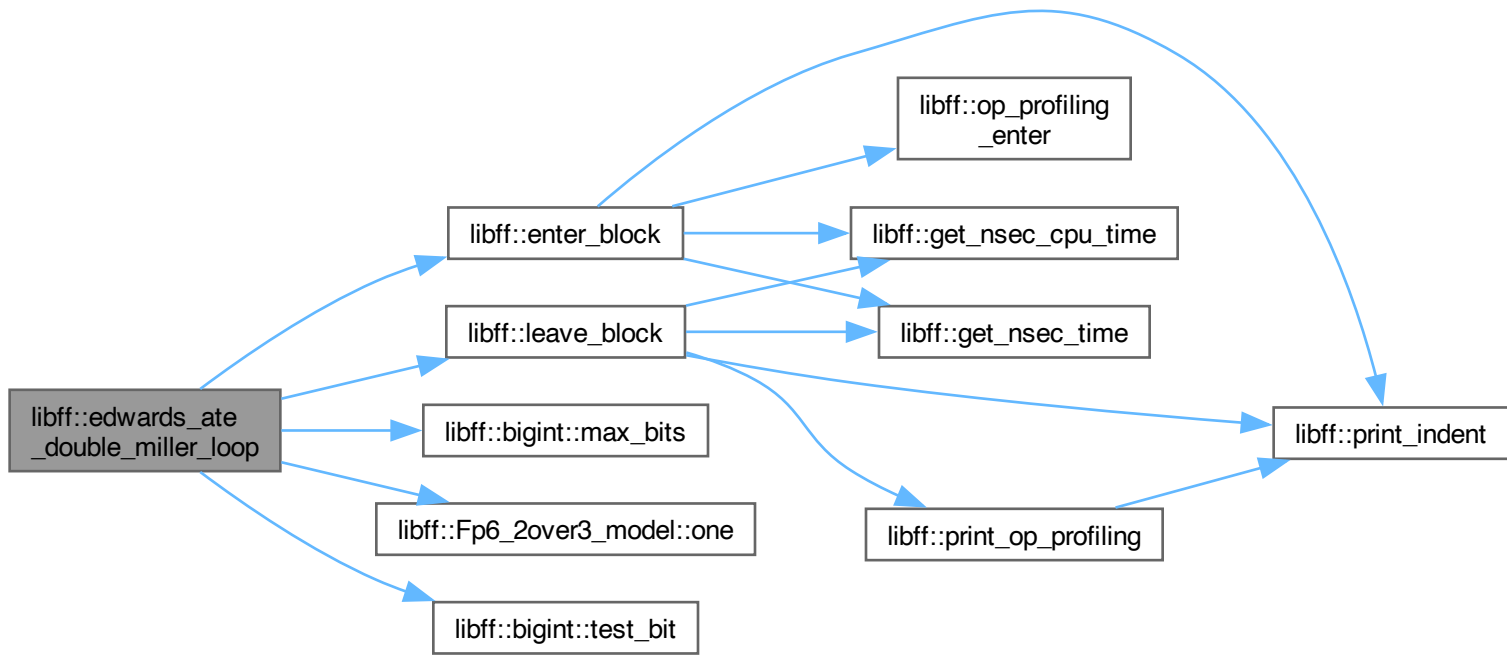 libff::op_profiling
_enter
libff::enter_block
libff::get_nsec_cpu_time
libff::leave_block
libff::get_nsec_time
libff::edwards_ate
_double_miller_loop
libff::bigint::max_bits
libff::print_indent
libff::Fp6_2over3_model::one
libff::print_op_profiling
libff::bigint::test_bit